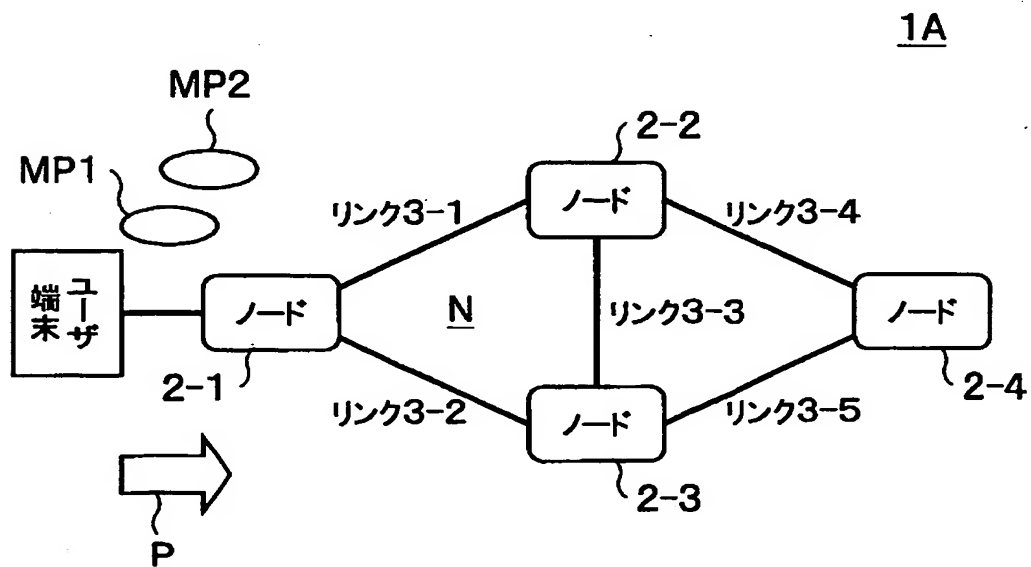 1A
MP2
MP1
2-2
ノード
リンク3-1
リンク3-4
ユーザ
端末
ノード
N
リンク3-3
ノード
2-1
2-4
リンク3-2
ノード
リンク3-5
2-3
P